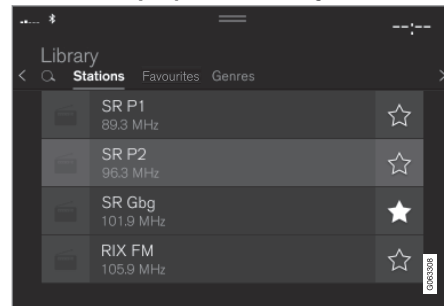 --:--
Library
Stations Favourites Genres
SR P1
89.3 MHz
SR P2
96.3 MHz
SR Gbg
101.9 MHz
RIX FM
105.9 MHz
G063308